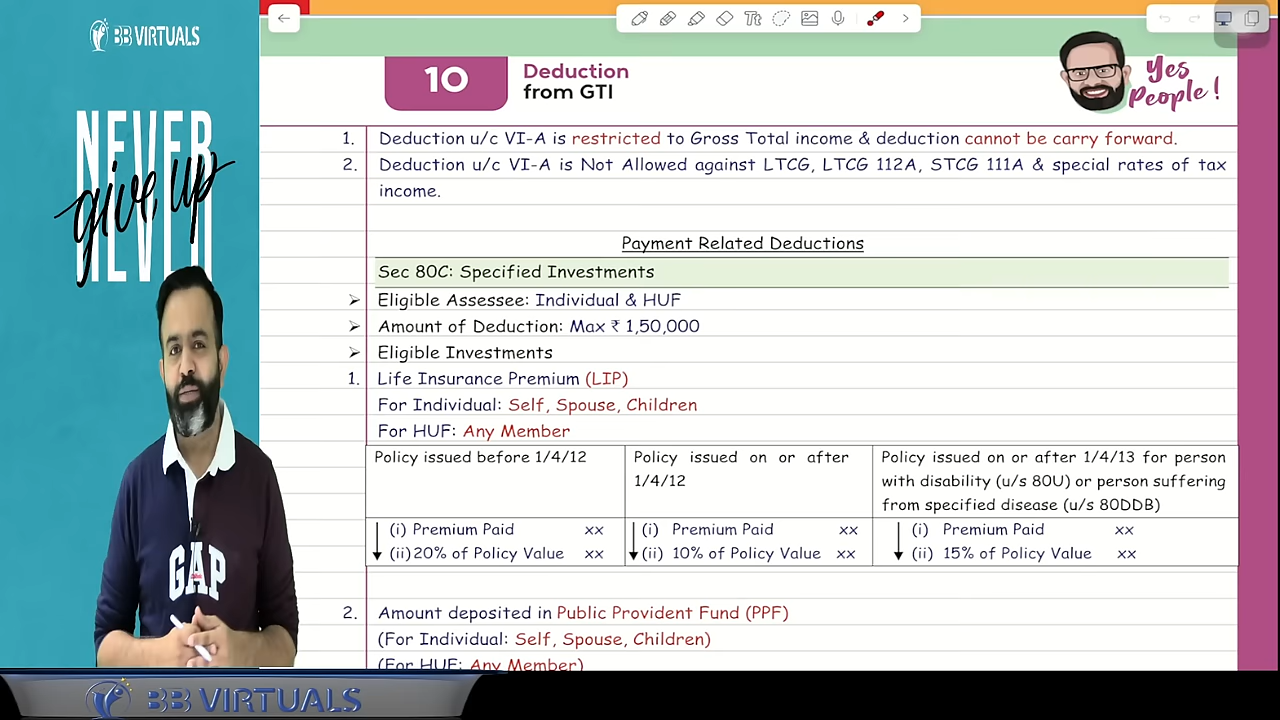 BB VIRTUALS
NEVER
give up
NEVER
GAP
10
Deduction
from GTI
Yes
People !
1. Deduction u/c VI-A is restricted to Gross Total income & deduction cannot be carry forward.
2. Deduction u/c VI-A is Not Allowed against LTCG, LTCG 112A, STCG 111A & special rates of tax
income.
Payment Related Deductions
Sec 80C: Specified Investments
➢ Eligible Assessee: Individual & HUF
➢ Amount of Deduction: Max ₹ 1,50,000
➢ Eligible Investments
1. Life Insurance Premium (LIP)
For Individual: Self, Spouse, Children
For HUF: Any Member
Policy issued before 1/4/12
Policy issued on or after
1/4/12
Policy issued on or after 1/4/13 for person
with disability (u/s 80U) or person suffering
from specified disease (u/s 80DDB)
(i) Premium Paid xx
(ii) 20% of Policy Value xx
(i) Premium Paid xx
(ii) 10% of Policy Value xx
(i) Premium Paid xx
(ii) 15% of Policy Value xx
2. Amount deposited in Public Provident Fund (PPF)
(For Individual: Self, Spouse, Children)
(For HUF: Any Member)
BB VIRTUALS
Tt